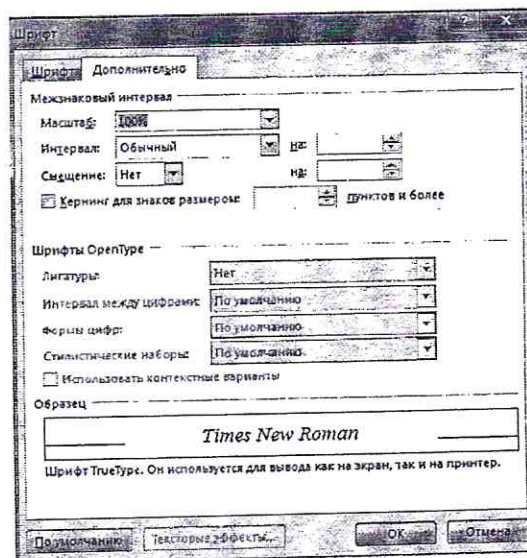 Шрифт ? X
Шрифт Дополнительно
Межзнаковый интервал
Масштаб: 100%
Интервал: Обычный на:
Смещение: Нет на:
Кернинг для знаков размером: пунктов и более
Шрифты OpenType
Лигатуры: Нет
Интервал между цифрами: По умолчанию
Формы цифр: По умолчанию
Стилистические наборы: По умолчанию
Использовать контекстные варианты
Образец
Times New Roman
Шрифт TrueType. Он используется для вывода как на экран, так и на принтер.
По умолчанию Текстовые эффекты... ОК Отмена